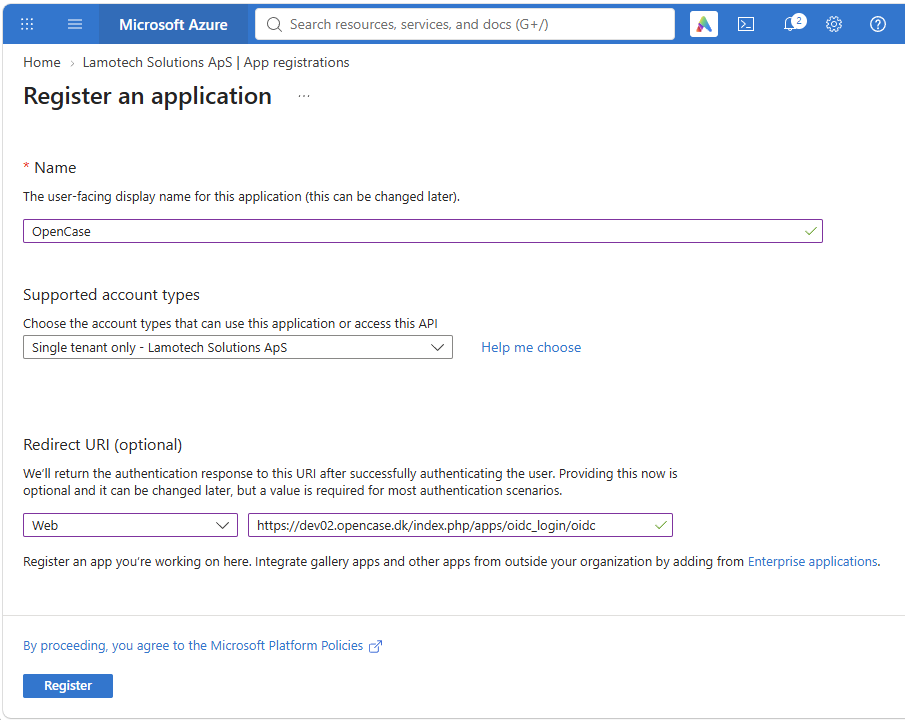 Microsoft Azure
Search resources, services, and docs (G+/)
2
Home > Lamotech Solutions ApS | App registrations
Register an application ...
* Name
The user-facing display name for this application (this can be changed later).
OpenCase
Supported account types
Choose the account types that can use this application or access this API
Single tenant only - Lamotech Solutions ApS
Help me choose
Redirect URI (optional)
We'll return the authentication response to this URI after successfully authenticating the user. Providing this now is
optional and it can be changed later, but a value is required for most authentication scenarios.
Web
https://dev02.opencase.dk/index.php/apps/oidc_login/oidc
Register an app you're working on here. Integrate gallery apps and other apps from outside your organization by adding from Enterprise applications.
By proceeding, you agree to the Microsoft Platform Policies
Register